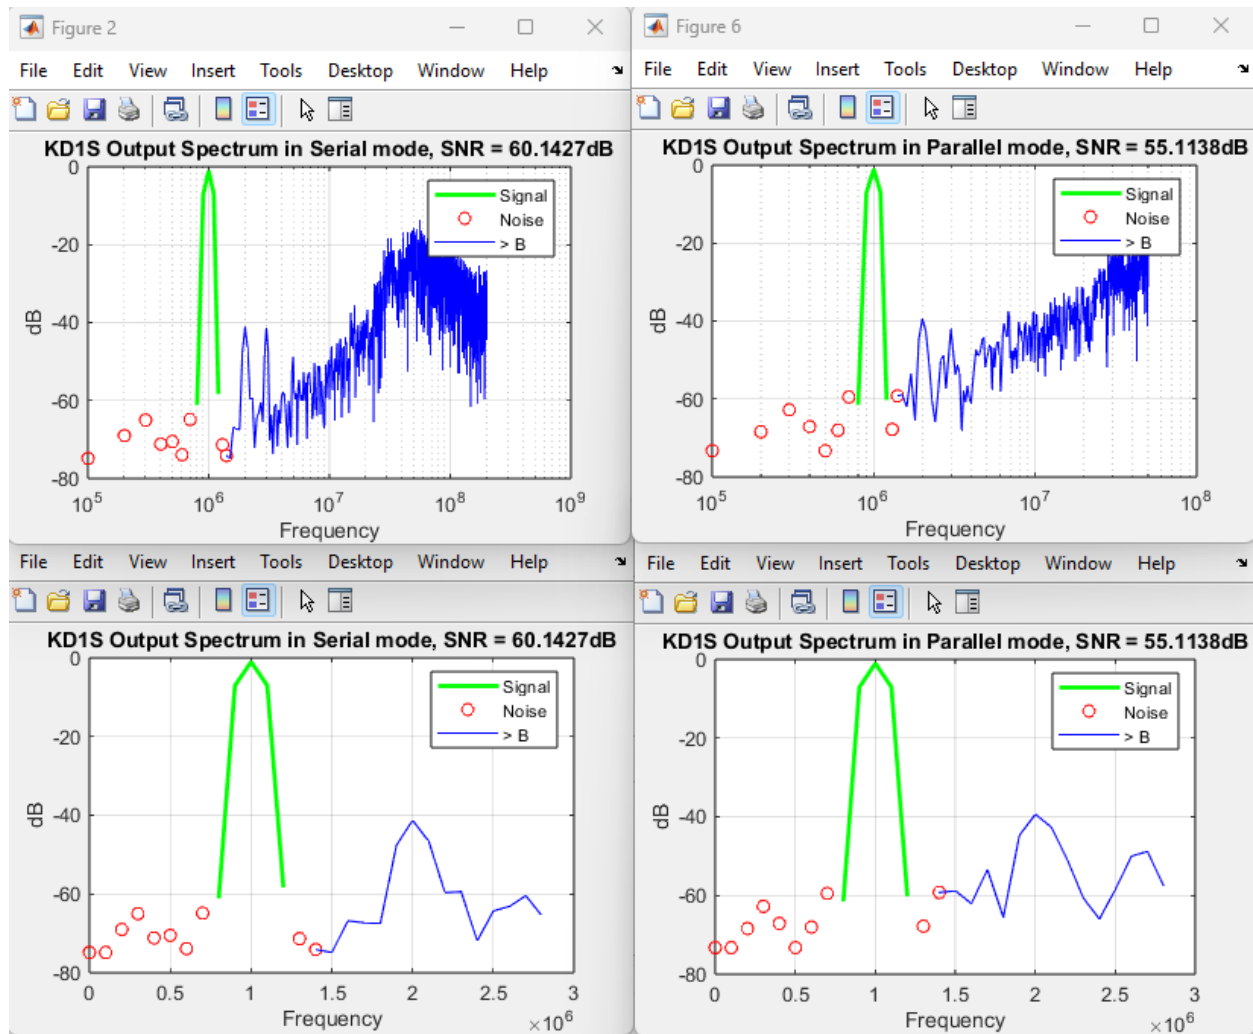 Figure 2
File Edit View Insert Tools Desktop Window Help
KD1S Output Spectrum in Serial mode, SNR = 60.1427dB
0
-20
-40
-60
-80
dB
Signal
Noise
> B
10^5 10^6 10^7 10^8 10^9
Frequency
Figure 6
File Edit View Insert Tools Desktop Window Help
KD1S Output Spectrum in Parallel mode, SNR = 55.1138dB
0
-20
-40
-60
-80
dB
Signal
Noise
> B
10^5 10^6 10^7 10^8
Frequency
File Edit View Insert Tools Desktop Window Help
KD1S Output Spectrum in Serial mode, SNR = 60.1427dB
0
-20
-40
-60
-80
dB
Signal
Noise
> B
0 0.5 1 1.5 2 2.5 3
Frequency
×10^6
File Edit View Insert Tools Desktop Window Help
KD1S Output Spectrum in Parallel mode, SNR = 55.1138dB
0
-20
-40
-60
-80
dB
Signal
Noise
> B
0 0.5 1 1.5 2 2.5 3
Frequency
×10^6